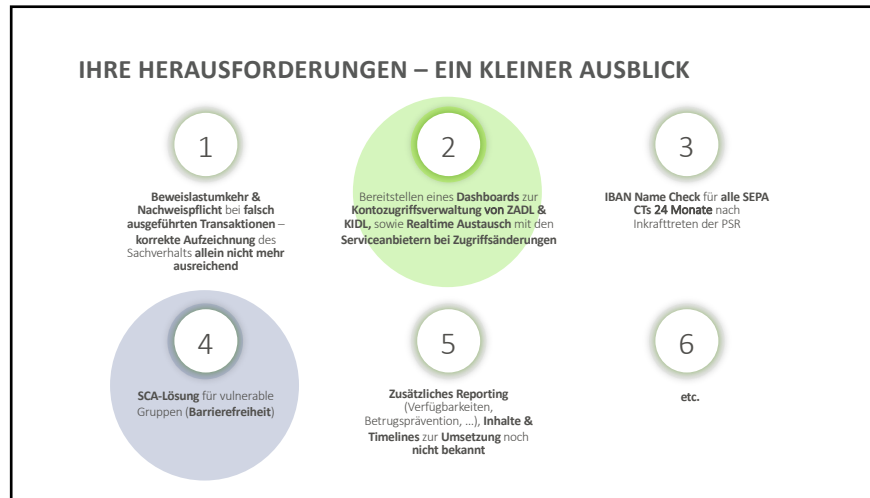 IHRE HERAUSFORDERUNGEN – EIN KLEINER AUSBLICK
1
Beweislastumkehr &
Nachweispflicht bei falsch
ausgeführten Transaktionen –
korrekte Aufzeichnung des
Sachverhalts allein nicht mehr
ausreichend
2
Bereitstellen eines Dashboards zur
Kontozugriffsverwaltung von ZADL &
KIDL, sowie Realtime Austausch mit den
Serviceanbietern bei Zugriffsänderungen
3
IBAN Name Check für alle SEPA
CTs 24 Monate nach
Inkrafttreten der PSR
4
SCA-Lösung für vulnerable
Gruppen (Barrierefreiheit)
5
Zusätzliches Reporting
(Verfügbarkeiten,
Betrugsprävention, …), Inhalte &
Timelines zur Umsetzung noch
nicht bekannt
6
etc.